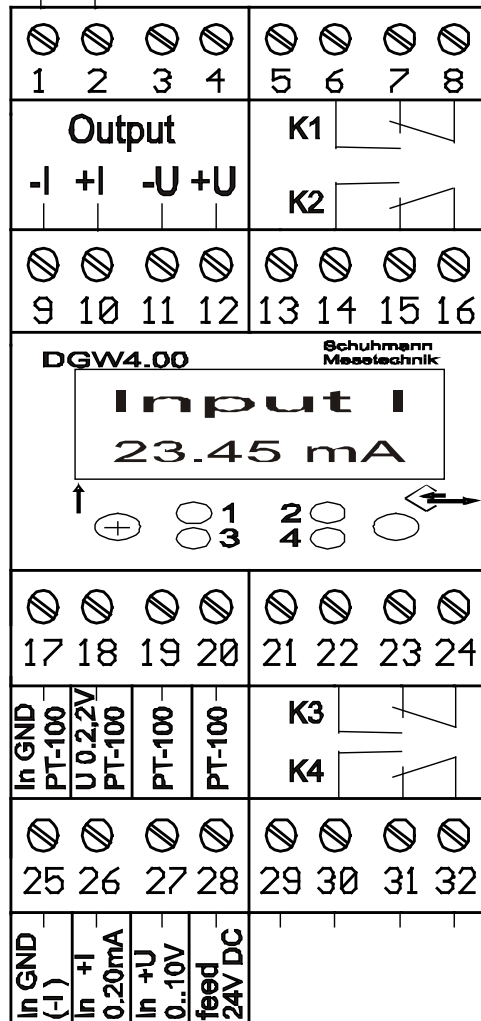 1 2 3 4 5 6 7 8
Output
-I +I -U +U
K1
K2
9 10 11 12 13 14 15 16
DGW4.00
Schuhmann
Messtechnik
Input I
23.45 mA
1 2
3 4
17 18 19 20 21 22 23 24
In GND
PT-100
U 0.2,2V
PT-100
PT-100
PT-100
K3
K4
25 26 27 28 29 30 31 32
In GND
(-I )
In +I
0.20mA
In +U
0..10V
feed
24V DC